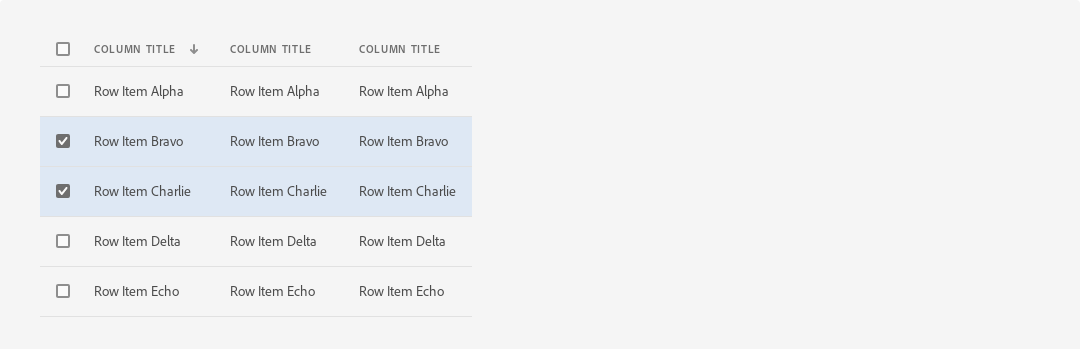 COLUMN TITLE COLUMN TITLE COLUMN TITLE
Row Item Alpha Row Item Alpha Row Item Alpha
Row Item Bravo Row Item Bravo Row Item Bravo
Row Item Charlie Row Item Charlie Row Item Charlie
Row Item Delta Row Item Delta Row Item Delta
Row Item Echo Row Item Echo Row Item Echo